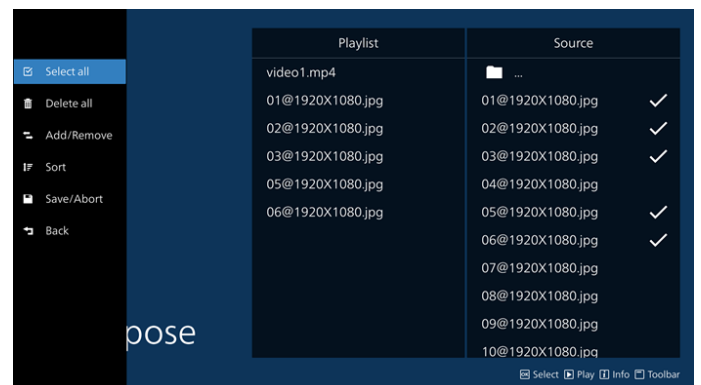 Select all
Delete all
Add/Remove
Sort
Save/Abort
Back
pose
Playlist
video1.mp4
01@1920X1080.jpg
02@1920X1080.jpg
03@1920X1080.jpg
05@1920X1080.jpg
06@1920X1080.jpg
Source
...
01@1920X1080.jpg
02@1920X1080.jpg
03@1920X1080.jpg
04@1920X1080.jpg
05@1920X1080.jpg
06@1920X1080.jpg
07@1920X1080.jpg
08@1920X1080.jpg
09@1920X1080.jpg
10@1920X1080.jpg
OK Select Play i Info Toolbar